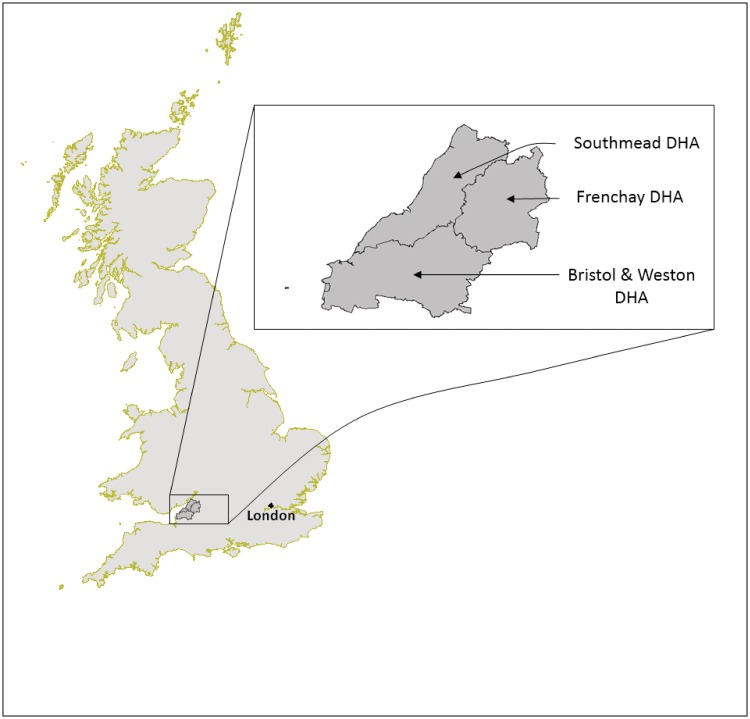 Southmead DHA
Frenchay DHA
Bristol & Weston
DHA
London